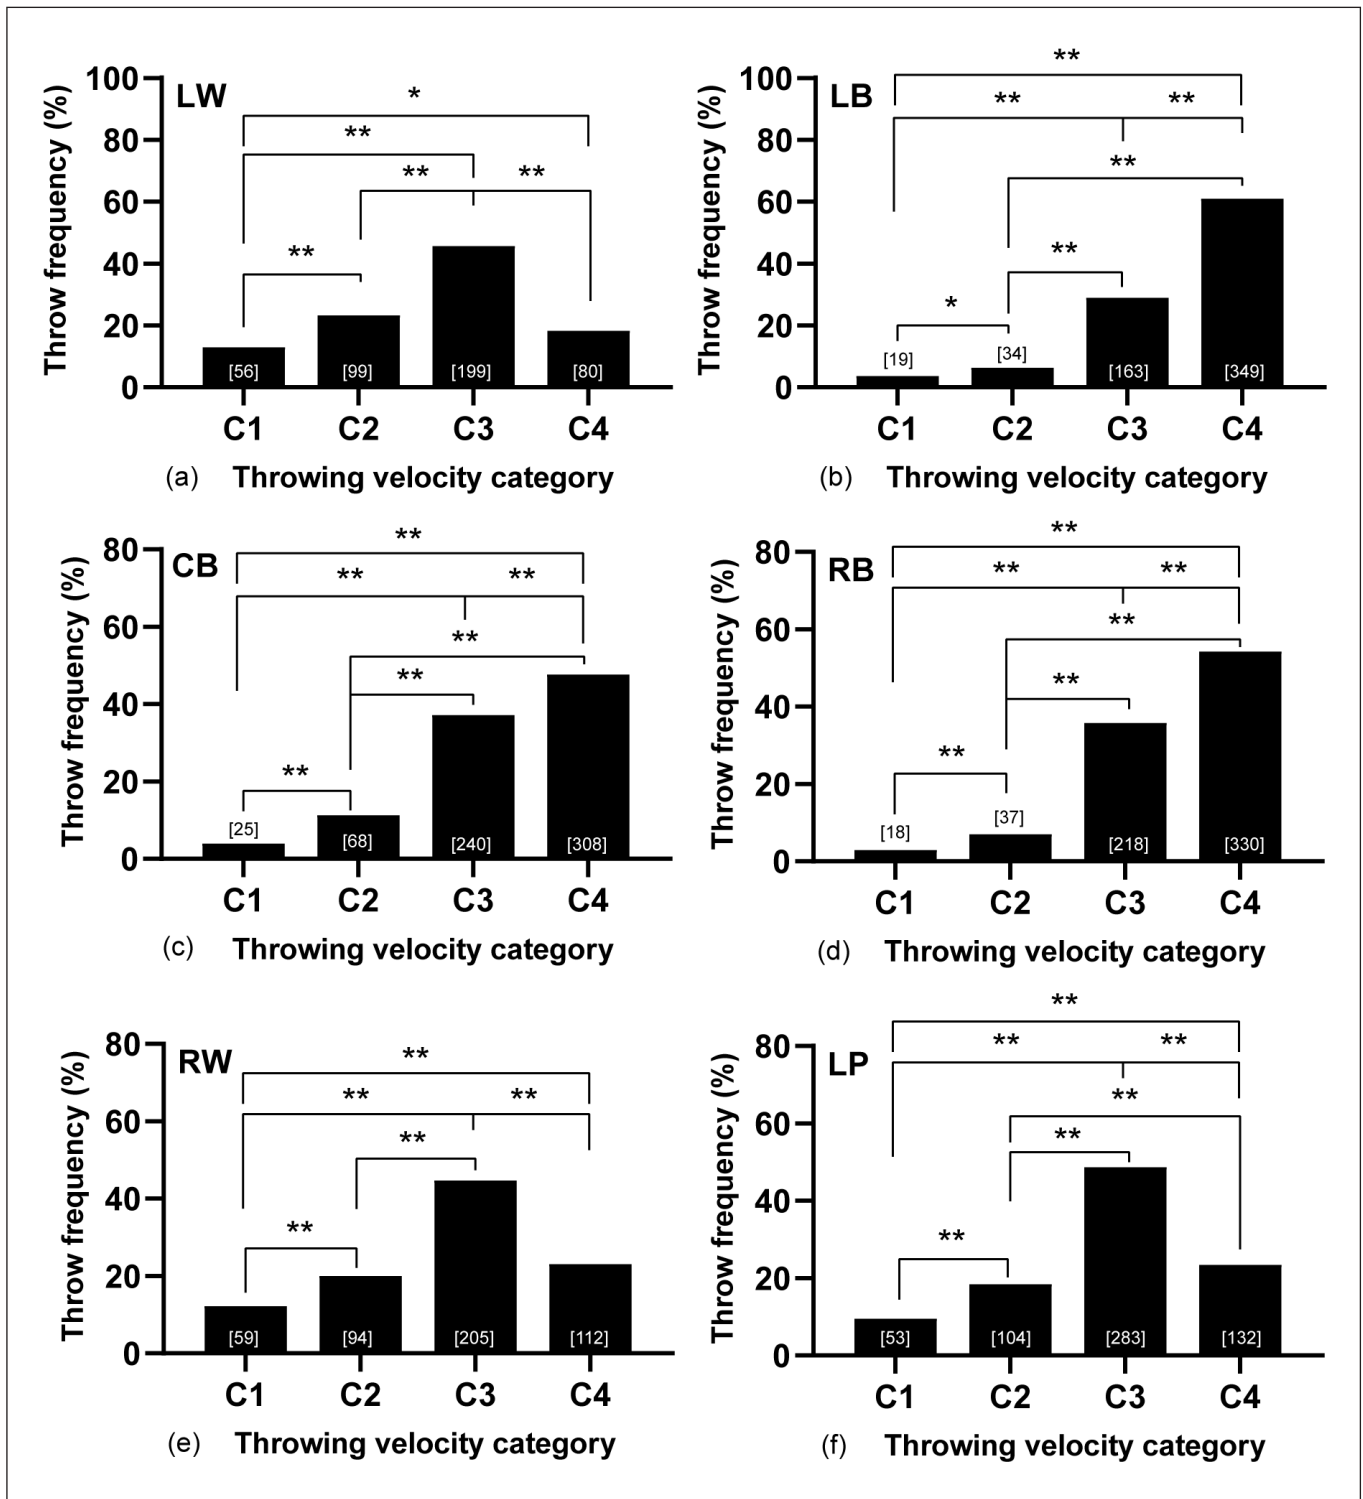 LW
Throw frequency (%)
100
80
60
40
20
0
*
**
**
**
**
[56]
[99]
[199]
[80]
C1
C2
C3
C4
(a) Throwing velocity category
LB
Throw frequency (%)
100
80
60
40
20
0
**
**
**
**
**
*
[19]
[34]
[163]
[349]
C1
C2
C3
C4
(b) Throwing velocity category
CB
Throw frequency (%)
80
60
40
20
0
**
**
**
**
**
**
[25]
[68]
[240]
[308]
C1
C2
C3
C4
(c) Throwing velocity category
RB
Throw frequency (%)
80
60
40
20
0
**
**
**
**
**
**
[18]
[37]
[218]
[330]
C1
C2
C3
C4
(d) Throwing velocity category
RW
Throw frequency (%)
80
60
40
20
0
**
**
**
**
**
[59]
[94]
[205]
[112]
C1
C2
C3
C4
(e) Throwing velocity category
LP
Throw frequency (%)
80
60
40
20
0
**
**
**
**
**
**
[53]
[104]
[283]
[132]
C1
C2
C3
C4
(f) Throwing velocity category